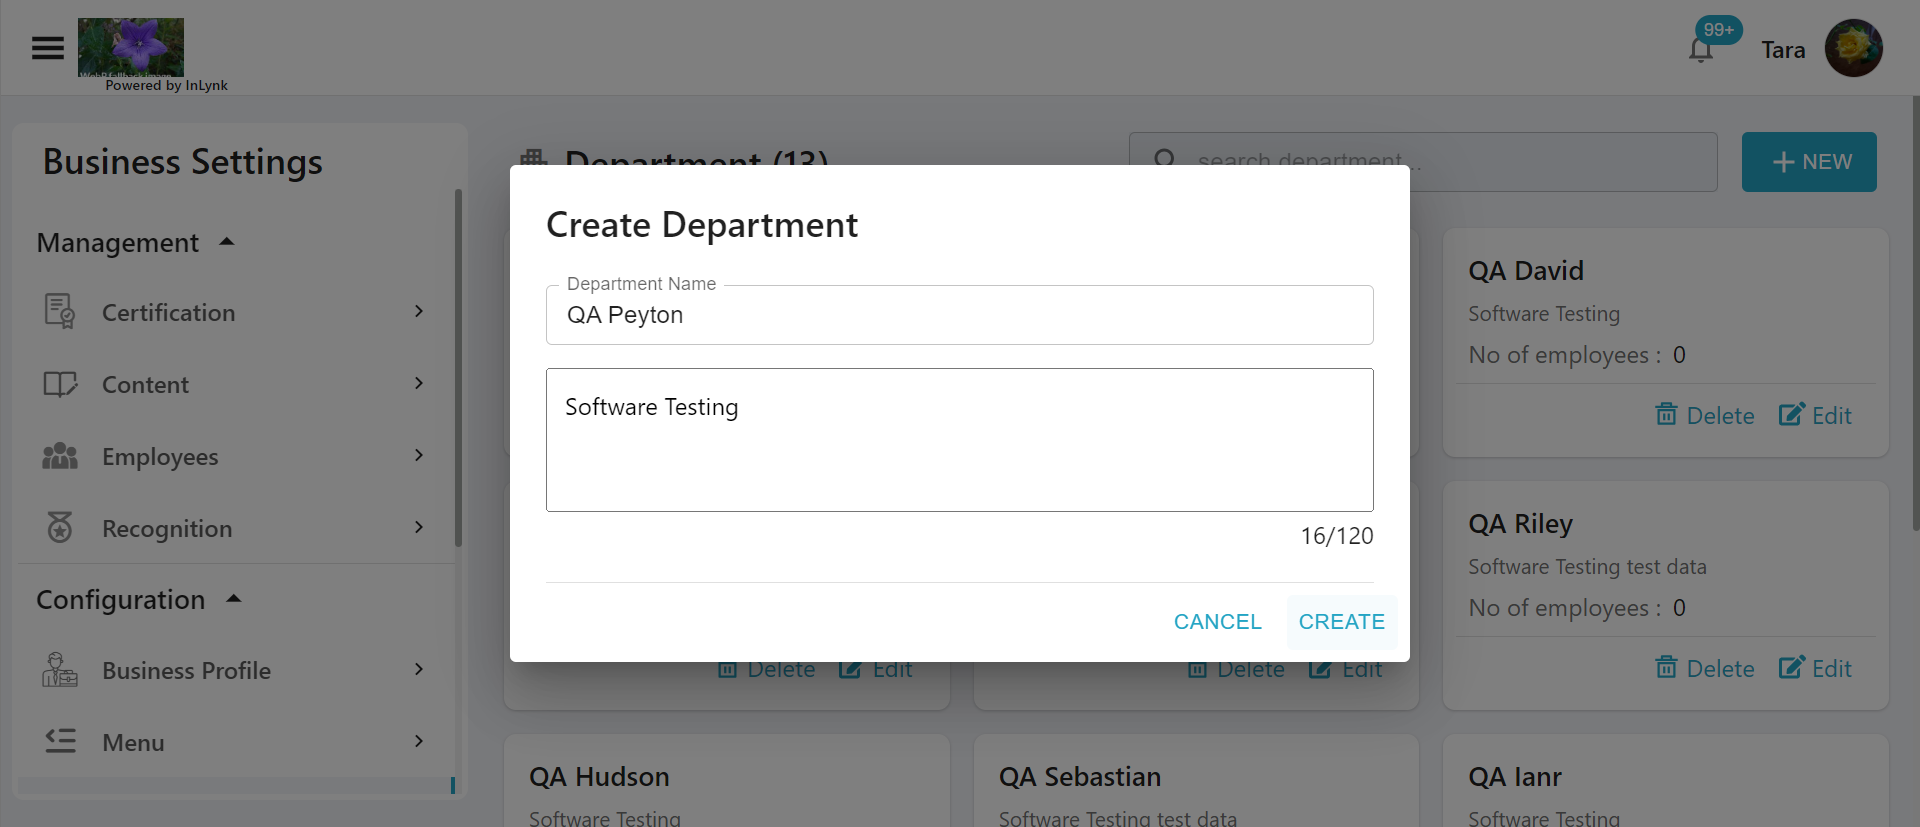 WebP fallback image
Powered by InLynk
99+
Tara
Business Settings
Management
Certification
Content
Employees
Recognition
Configuration
Business Profile
Menu
Department (13)
search department...
NEW
Create Department
Department Name
QA Peyton
Software Testing
16/120
CANCEL
CREATE
QA David
Software Testing
No of employees : 0
Delete Edit
QA Riley
Software Testing test data
No of employees : 0
Delete Edit
Delete Edit
Delete Edit
QA Hudson
Software Testing
QA Sebastian
Software Testing test data
QA Ianr
Software Testing